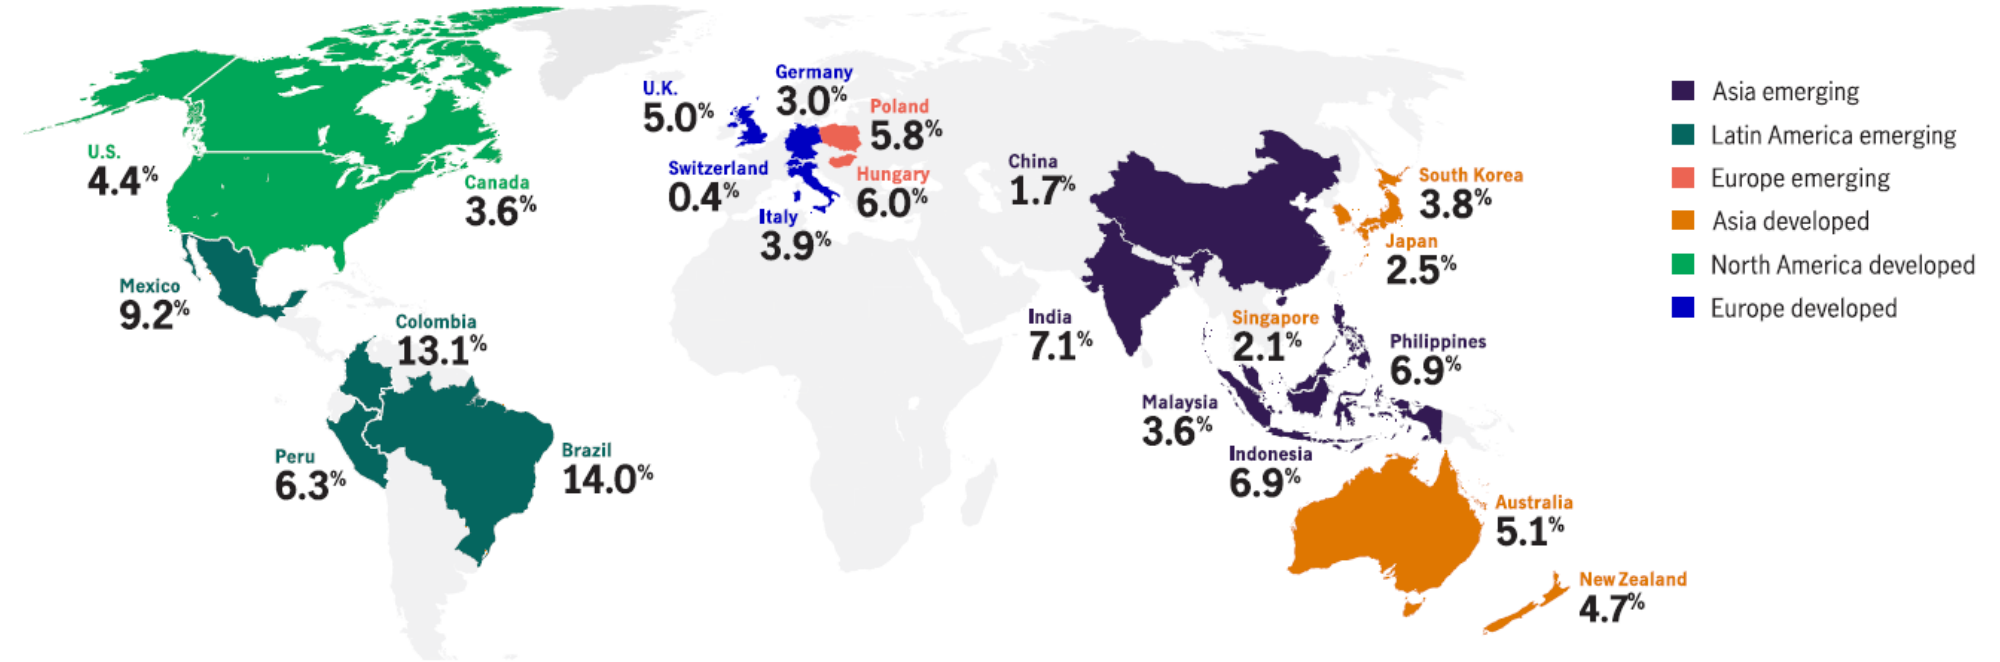 U.S.
4.4%
Canada
3.6%
Mexico
9.2%
Colombia
13.1%
Peru
6.3%
Brazil
14.0%
U.K.
5.0%
Germany
3.0%
Poland
5.8%
Switzerland
0.4%
Hungary
6.0%
Italy
3.9%
China
1.7%
South Korea
3.8%
Japan
2.5%
India
7.1%
Singapore
2.1%
Philippines
6.9%
Malaysia
3.6%
Indonesia
6.9%
Australia
5.1%
New Zealand
4.7%
Asia emerging
Latin America emerging
Europe emerging
Asia developed
North America developed
Europe developed